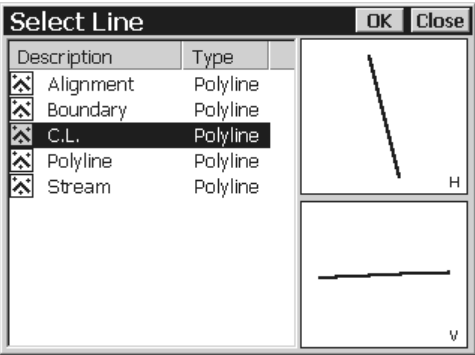 Select Line OK Close
Description Type
Alignment Polyline
Boundary Polyline
C.L. Polyline
Polyline Polyline
Stream Polyline
H
V